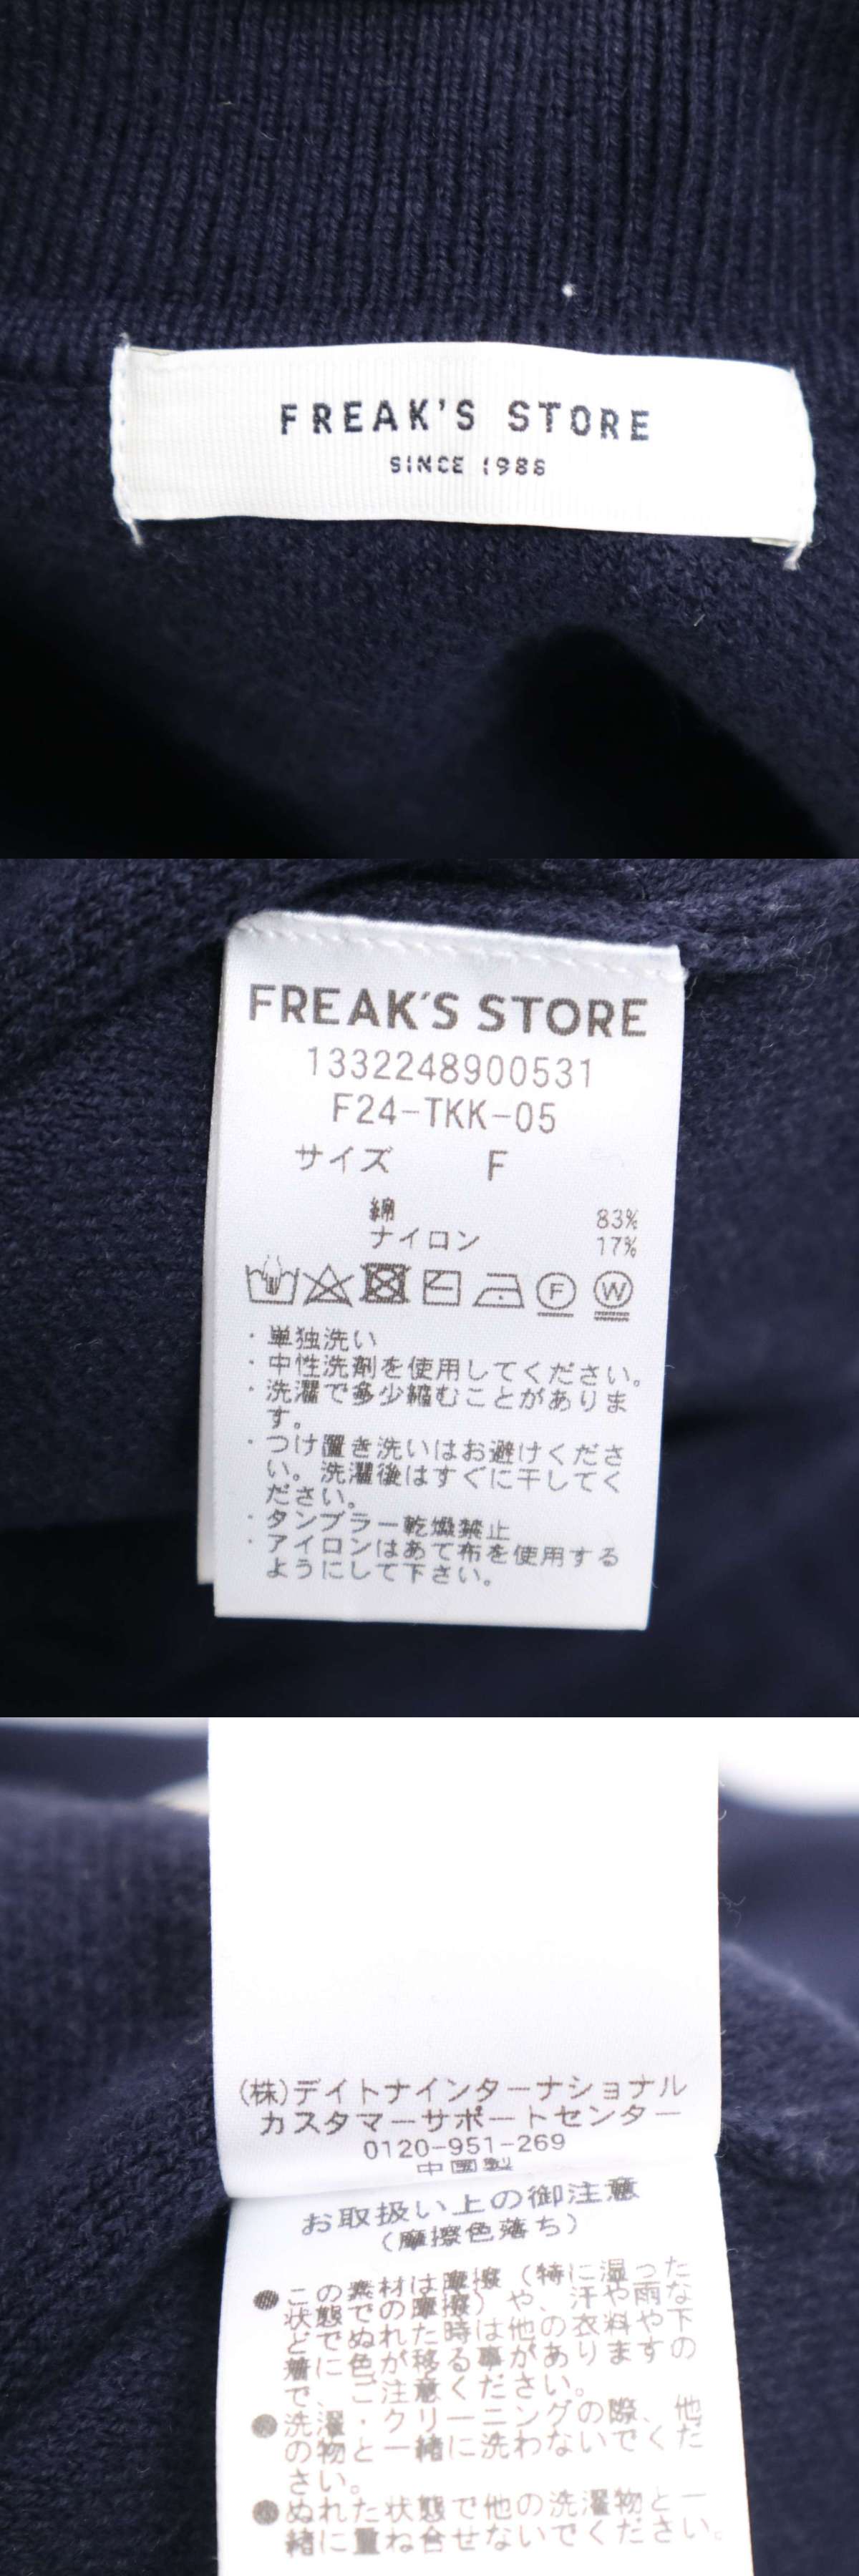 FREAK'S STORE
SINCE 1986
FREAK'S STORE
1332248900531
F24-TKK-05
サイズ F
綿 83%
ナイロン 17%
F W
・単独洗い
・中性洗剤を使用してください。
・洗濯で多少縮むことがありま
す。
・つけ置き洗いはお避けくださ
い。洗濯後はすぐに干してく
ださい。
・タンブラー乾燥禁止
・アイロンはあて布を使用する
ようにして下さい。
(株)デイトナインターナショナル
カスタマーサポートセンター
0120-951-269
中国製
お取扱い上の御注意
(摩擦色落ち)
●この素材は摩擦(特に湿った
状態での摩擦)や、汗や雨な
どでぬれた時は他の衣料や下
着に色が移る事がありますの
で、ご注意ください。
●洗濯・クリーニングの際、他
の物と一緒に洗わないでくだ
さい。
●ぬれた状態で他の洗濯物と一
緒に重ね合せないでください。